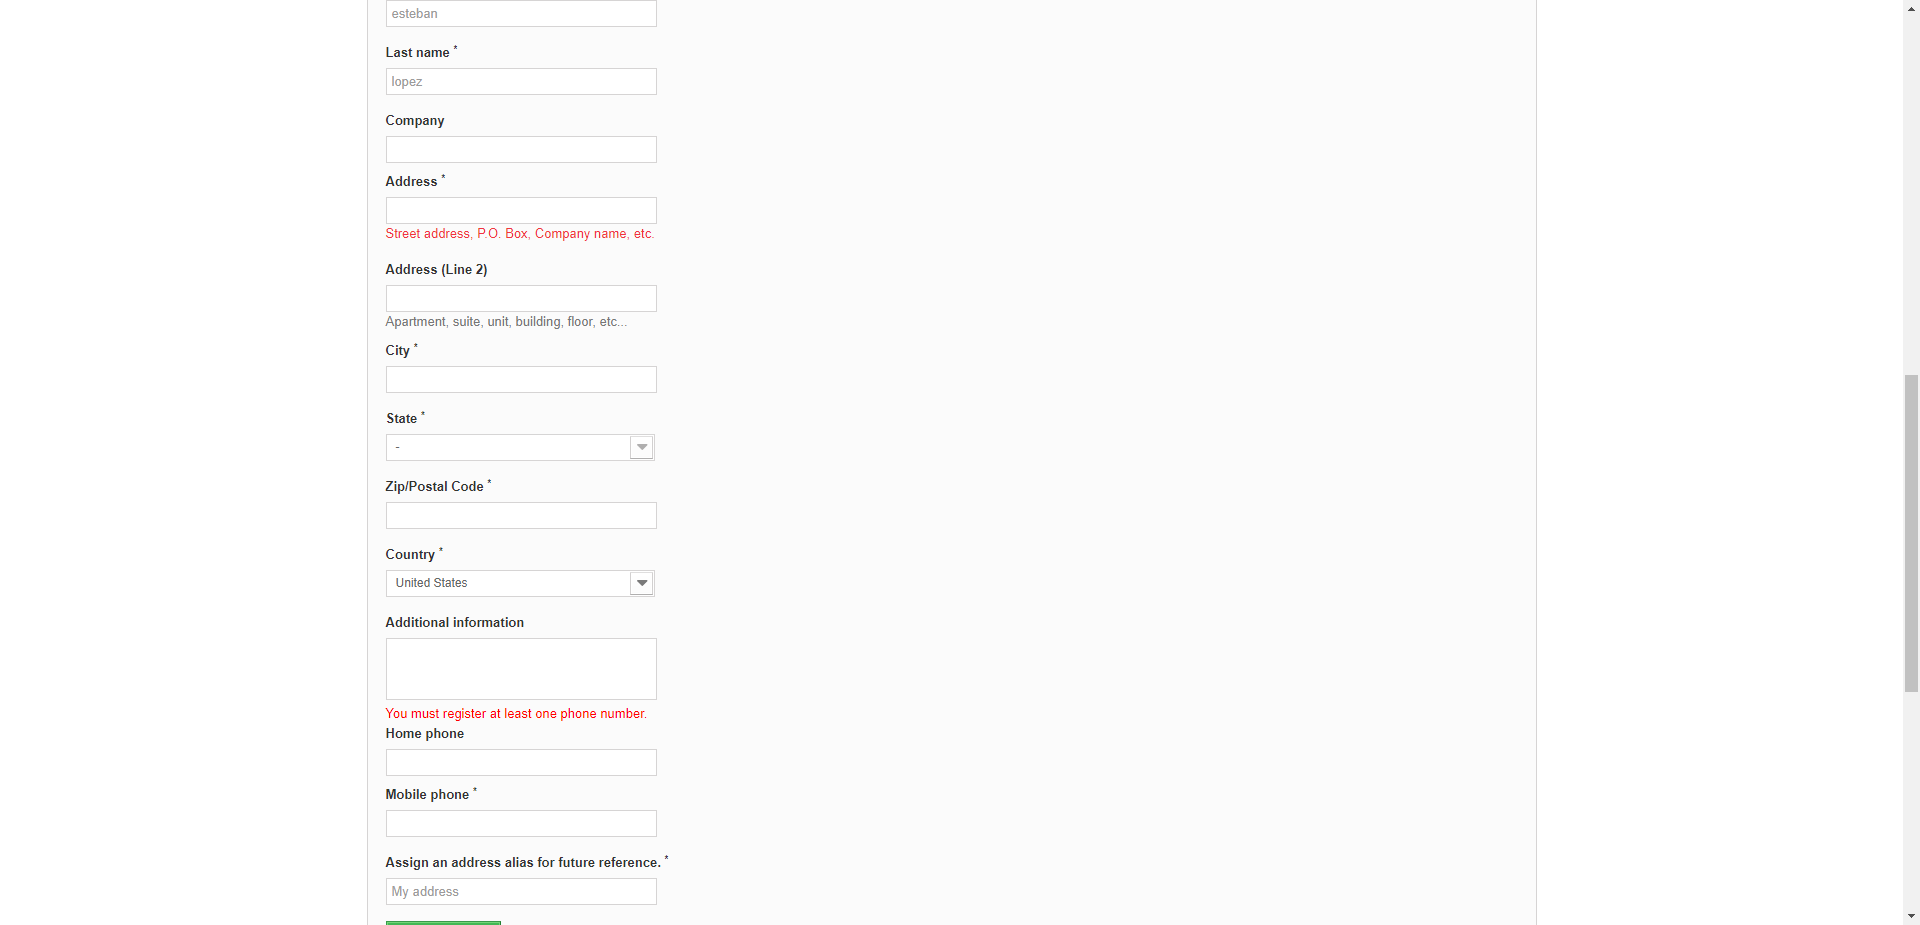 esteban
Last name *
lopez
Company
Address *
Street address, P.O. Box, Company name, etc.
Address (Line 2)
Apartment, suite, unit, building, floor, etc...
City *
State *
-
Zip/Postal Code *
Country *
United States
Additional information
You must register at least one phone number.
Home phone
Mobile phone *
Assign an address alias for future reference. *
My address